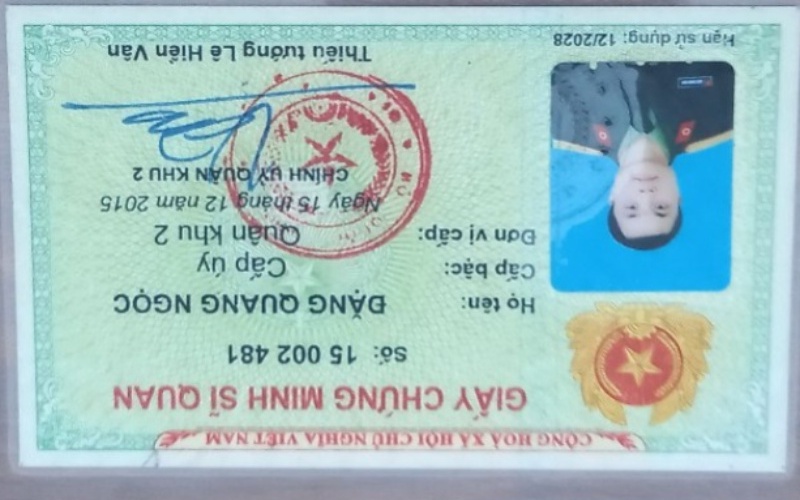 CỘNG HOÀ XÃ HỘI CHỦ NGHĨA VIỆT NAM
GIẤY CHỨNG MINH SĨ QUAN
Số: 15 002 481
Họ tên: ĐẶNG QUANG NGỌC
Cấp bậc: Cấp úy
Đơn vị cấp: Quân khu 2
Ngày 15 tháng 12 năm 2015
CHÍNH UỶ QUÂN KHU 2
Thiếu tướng Lê Hiền Vân
Hạn sử dụng: 12/2028